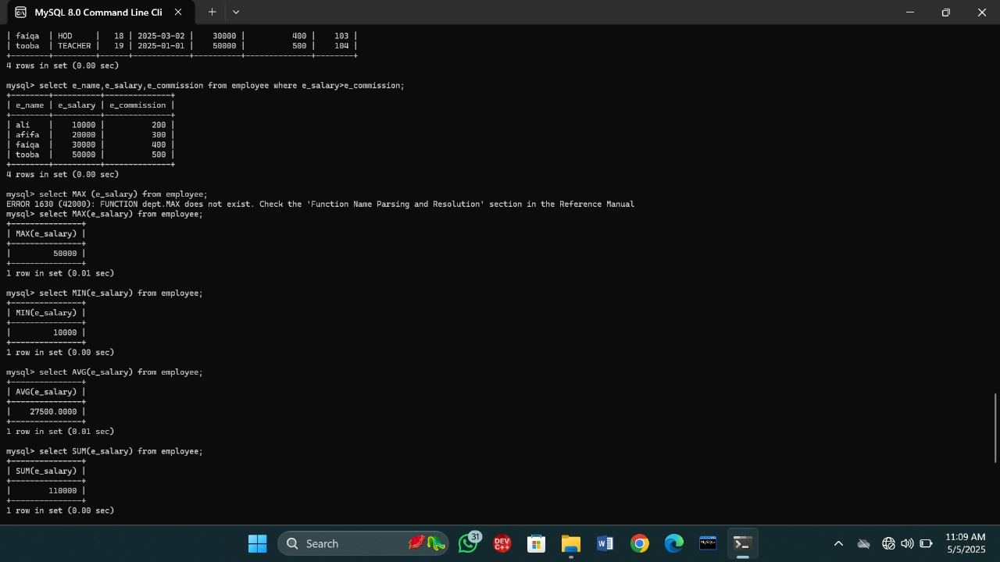 MySQL 8.0 Command Line Cli
| faiqa  | HOD     |   18 | 2025-03-02 |    30000 |          400 |    103 |
| tooba  | TEACHER |   19 | 2025-01-01 |    50000 |          500 |    104 |
+--------+---------+------+------------+----------+--------------+--------+
4 rows in set (0.00 sec)
mysql> select e_name,e_salary,e_commission from employee where e_salary>e_commission;
+--------+----------+--------------+
| e_name | e_salary | e_commission |
+--------+----------+--------------+
| ali    |    10000 |          200 |
| afifa  |    20000 |          300 |
| faiqa  |    30000 |          400 |
| tooba  |    50000 |          500 |
+--------+----------+--------------+
4 rows in set (0.00 sec)
mysql> select MAX (e_salary) from employee;
ERROR 1630 (42000): FUNCTION dept.MAX does not exist. Check the 'Function Name Parsing and Resolution' section in the Reference Manual
mysql> select MAX(e_salary) from employee;
+---------------+
| MAX(e_salary) |
+---------------+
|         50000 |
+---------------+
1 row in set (0.01 sec)
mysql> select MIN(e_salary) from employee;
+---------------+
| MIN(e_salary) |
+---------------+
|         10000 |
+---------------+
1 row in set (0.00 sec)
mysql> select AVG(e_salary) from employee;
+---------------+
| AVG(e_salary) |
+---------------+
|    27500.0000 |
+---------------+
1 row in set (0.01 sec)
mysql> select SUM(e_salary) from employee;
+---------------+
| SUM(e_salary) |
+---------------+
|        110000 |
+---------------+
1 row in set (0.00 sec)
Search
31
DEV
C++
MySQL
11:09 AM
5/5/2025